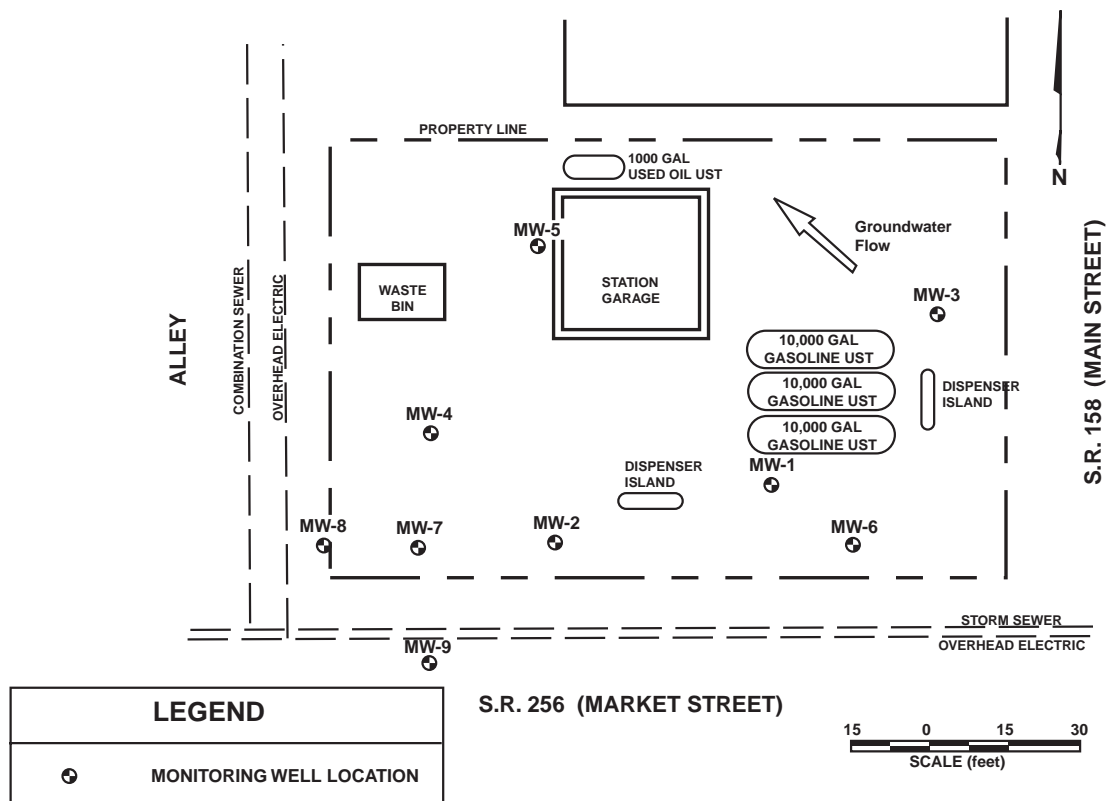 PROPERTY LINE
1000 GAL
USED OIL UST
N
MW-5
Groundwater
Flow
STATION
GARAGE
WASTE
BIN
MW-3
ALLEY
COMBINATION SEWER
OVERHEAD ELECTRIC
10,000 GAL
GASOLINE UST
10,000 GAL
GASOLINE UST
10,000 GAL
GASOLINE UST
DISPENSER
ISLAND
S.R. 158 (MAIN STREET)
MW-4
DISPENSER
ISLAND
MW-1
MW-8
MW-7
MW-2
MW-6
STORM SEWER
OVERHEAD ELECTRIC
MW-9
S.R. 256 (MARKET STREET)
LEGEND
MONITORING WELL LOCATION
15 0 15 30
SCALE (feet)